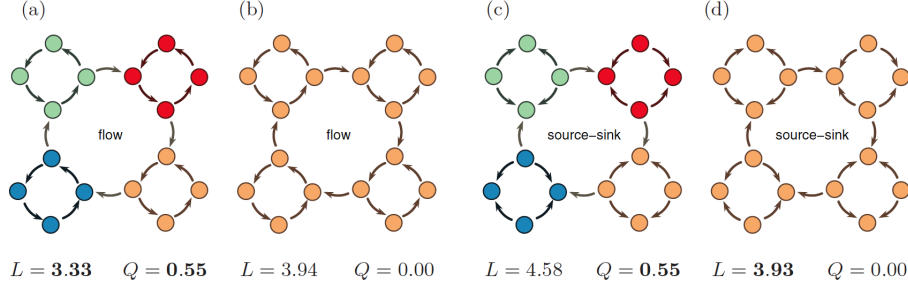 (a) (b) (c) (d)
flow flow source−sink source−sink
L = 3.33 Q = 0.55 L = 3.94 Q = 0.00 L = 4.58 Q = 0.55 L = 3.93 Q = 0.00